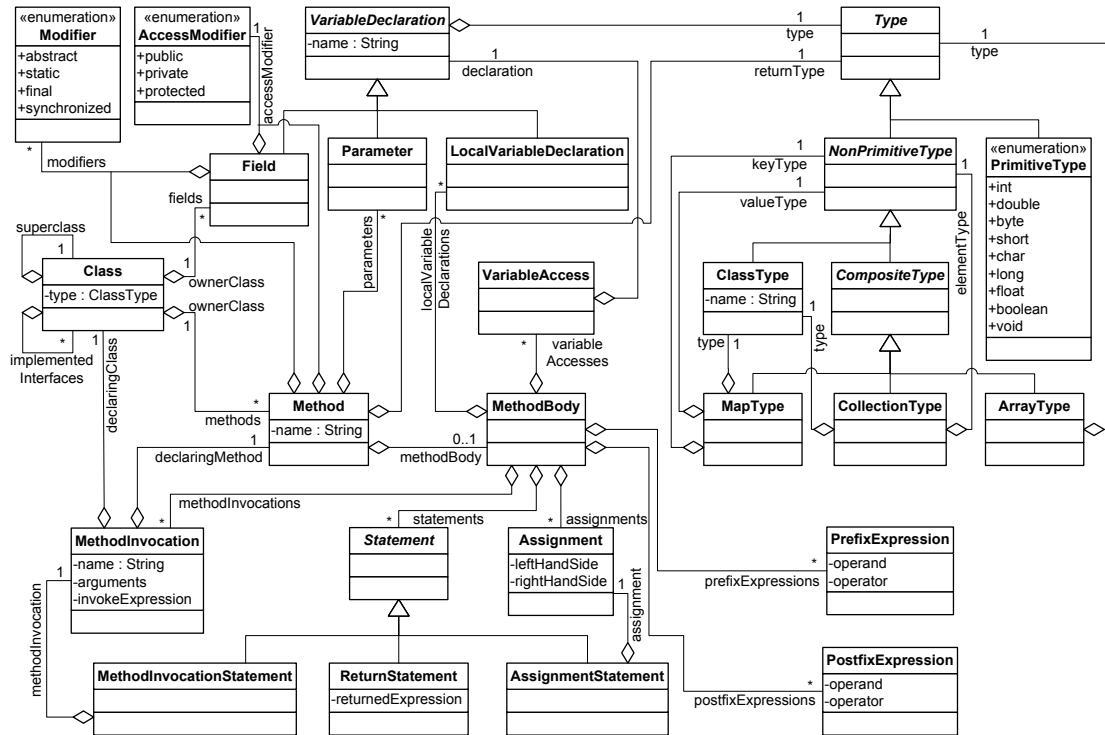 «enumeration»
Modifier
+abstract
+static
+final
+synchronized
«enumeration»
AccessModifier
+public
+private
+protected
1
accessModifier
VariableDeclaration
-name : String
1
type
1
declaration
Type
1
type
1
returnType
*
modifiers
Field
fields
*
Parameter
LocalVariableDeclaration
*
1
keyType
1
valueType
NonPrimitiveType
1
elementType
«enumeration»
PrimitiveType
+int
+double
+byte
+short
+char
+long
+float
+boolean
+void
superclass
1
Class
-type : ClassType
1
ownerClass
ownerClass
1
*
implemented
Interfaces
1
declaringClass
*
parameters
localVariable
Declarations
VariableAccess
*
variable
Accesses
ClassType
-name : String
1
type
CompositeType
type
1
*
methods
Method
-name : String
1
declaringMethod
0..1
methodBody
MethodBody
MapType
CollectionType
ArrayType
methodInvocations
*
*
statements
*
assignments
MethodInvocation
-name : String
-arguments
-invokeExpression
1
methodInvocation
Statement
Assignment
-leftHandSide
-rightHandSide
1
assignment
*
prefixExpressions
PrefixExpression
-operand
-operator
MethodInvocationStatement
ReturnStatement
-returnedExpression
AssignmentStatement
*
postfixExpressions
PostfixExpression
-operand
-operator